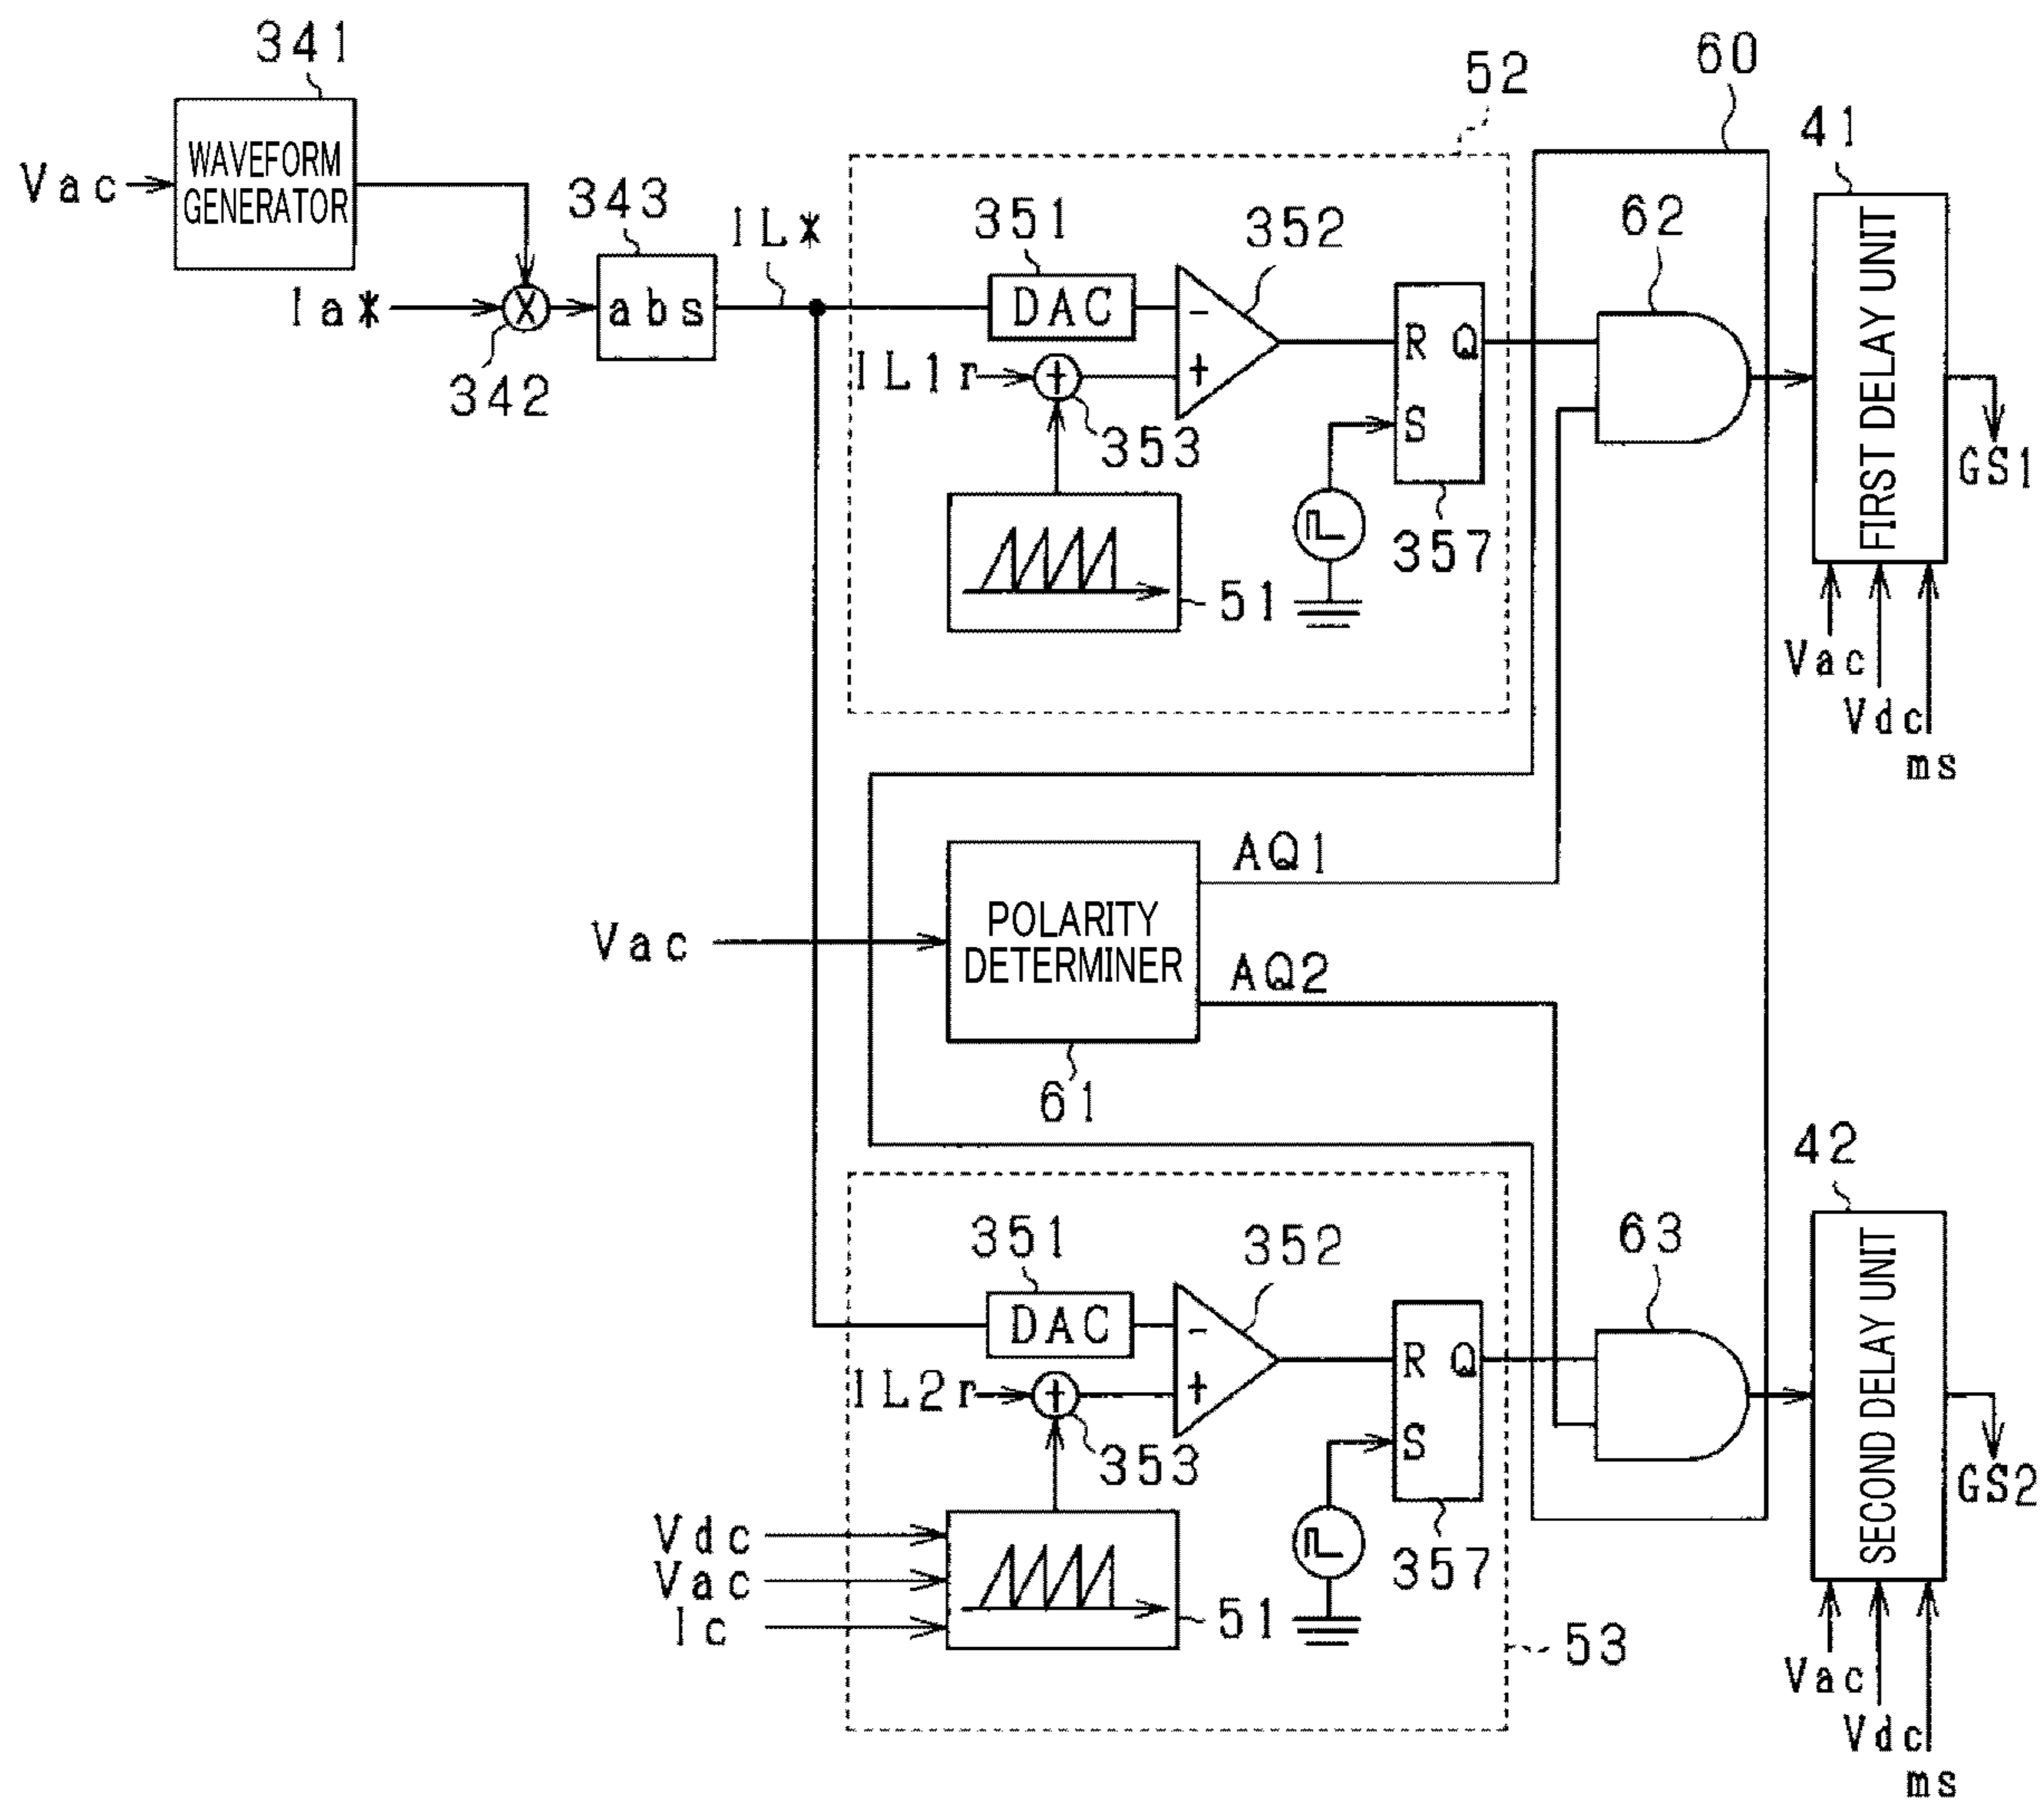 341
WAVEFORM
GENERATOR
Vac
Ia*
342
343
abs
IL*
52
351
DAC
352
-
+
IL1r
353
51
R Q
S
357
60
62
41
FIRST DELAY UNIT
GS1
Vac
Vdc
ms
Vac
POLARITY
DETERMINER
61
AQ1
AQ2
351
DAC
352
-
+
IL2r
353
Vdc
Vac
Ic
51
R Q
S
357
53
63
42
SECOND DELAY UNIT
GS2
Vac
Vdc
ms